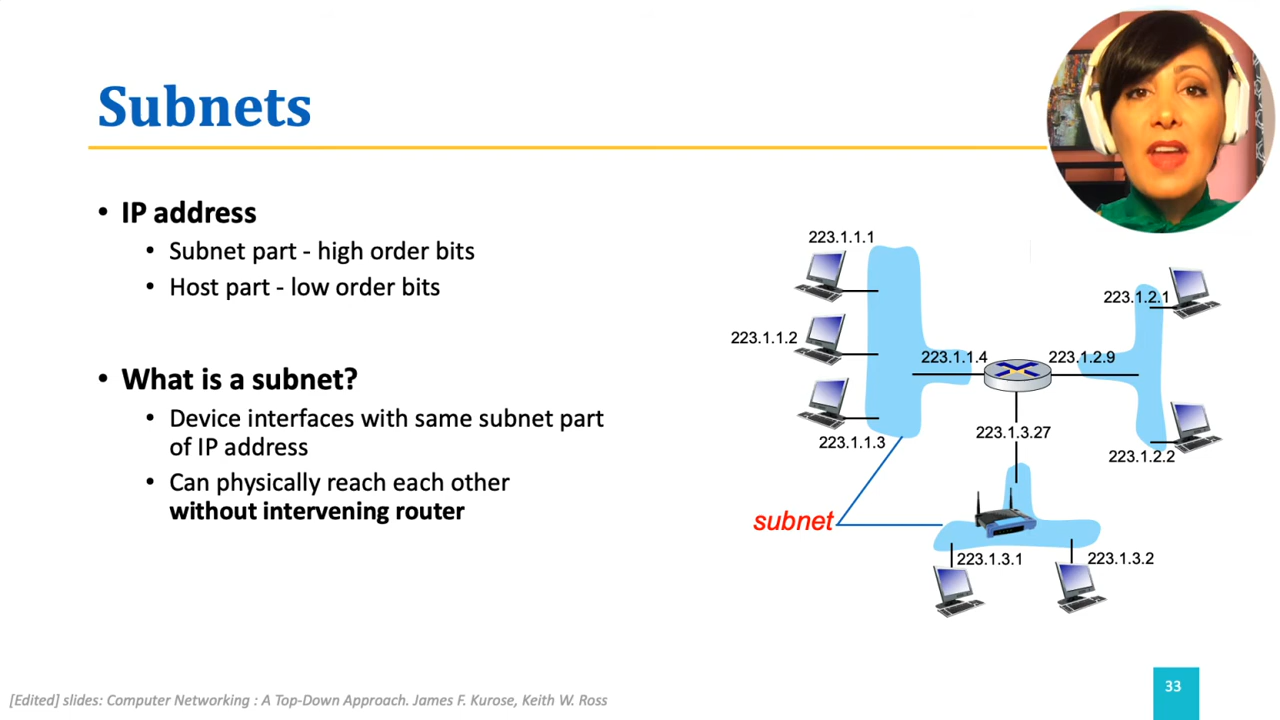 Subnets
• IP address
• Subnet part - high order bits
• Host part - low order bits
• What is a subnet?
• Device interfaces with same subnet part
of IP address
• Can physically reach each other
without intervening router
223.1.1.1
223.1.1.2
223.1.1.3
223.1.1.4
223.1.2.9
223.1.2.1
223.1.2.2
223.1.3.27
subnet
223.1.3.1
223.1.3.2
[Edited] slides: Computer Networking : A Top-Down Approach. James F. Kurose, Keith W. Ross
33